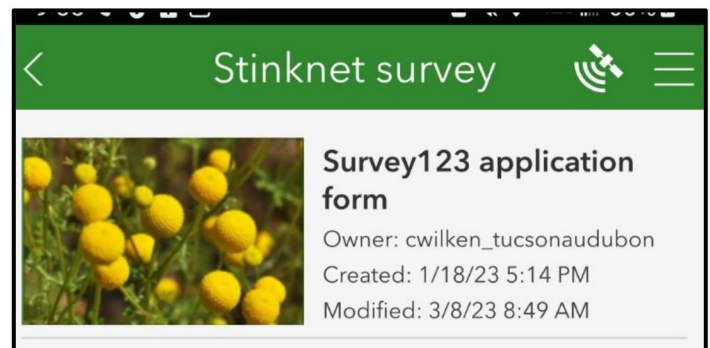 Stinknet survey
Survey123 application
form
Owner: cwilken_tucsonaudubon
Created: 1/18/23 5:14 PM
Modified: 3/8/23 8:49 AM